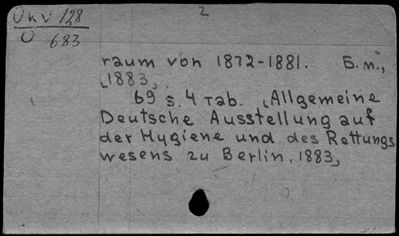 UKV 128
U 683
2
raum von 1872-1881. Б.м.,
„1883„
69 s. 4 таб. „Allgemeine
Deutsche Ausstellung auf
der Hygiene und des Rettungs
wesens zu Berlin, 1883„